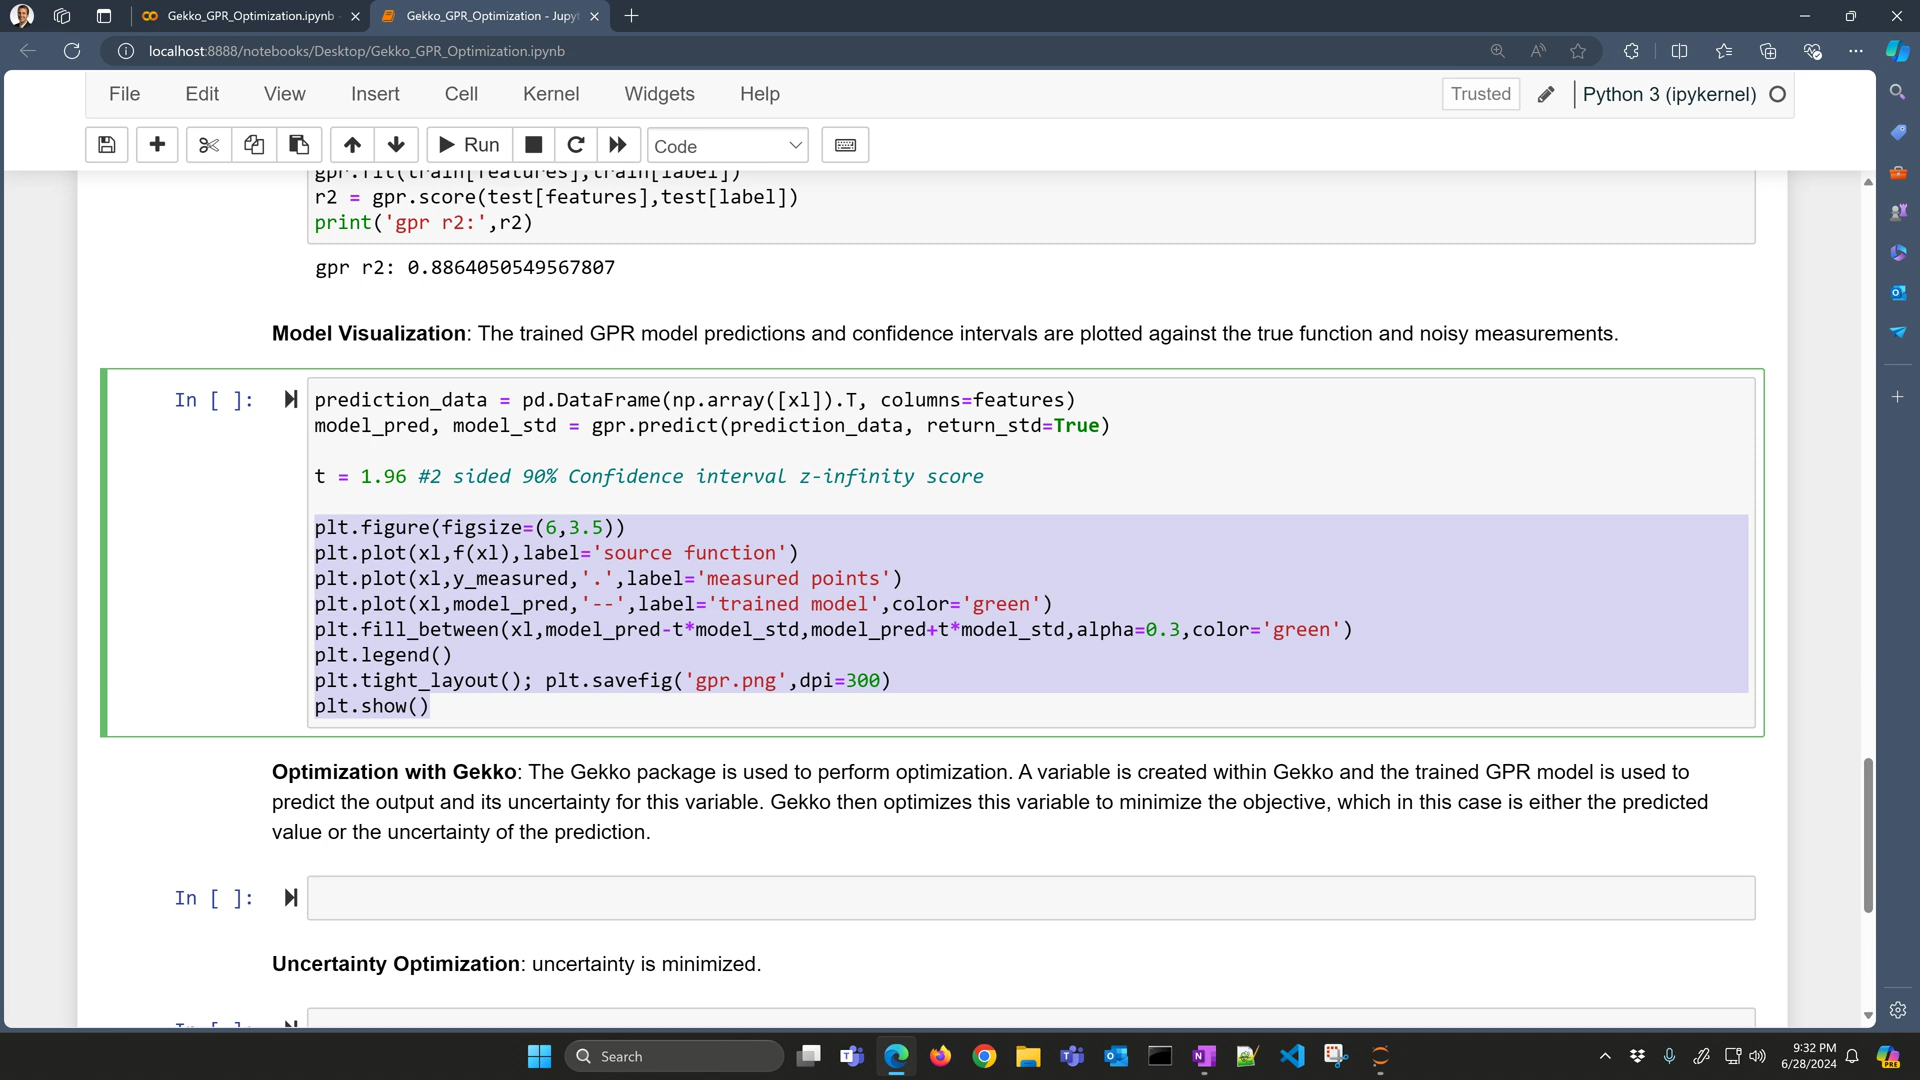 Gekko_GPR_Optimization.ipynb -
Gekko_GPR_Optimization - Jupyt
localhost:8888/notebooks/Desktop/Gekko_GPR_Optimization.ipynb
File Edit View Insert Cell Kernel Widgets Help Trusted Python 3 (ipykernel)
Run Code
gpr.fit(train[features],train[label])
r2 = gpr.score(test[features],test[label])
print('gpr r2:',r2)
gpr r2: 0.8864050549567807
Model Visualization: The trained GPR model predictions and confidence intervals are plotted against the true function and noisy measurements.
In [ ]: prediction_data = pd.DataFrame(np.array([xl]).T, columns=features)
model_pred, model_std = gpr.predict(prediction_data, return_std=True)
t = 1.96 #2 sided 90% Confidence interval z-infinity score
plt.figure(figsize=(6,3.5))
plt.plot(xl,f(xl),label='source function')
plt.plot(xl,y_measured,'.',label='measured points')
plt.plot(xl,model_pred,'--',label='trained model',color='green')
plt.fill_between(xl,model_pred-t*model_std,model_pred+t*model_std,alpha=0.3,color='green')
plt.legend()
plt.tight_layout(); plt.savefig('gpr.png',dpi=300)
plt.show()
Optimization with Gekko: The Gekko package is used to perform optimization. A variable is created within Gekko and the trained GPR model is used to
predict the output and its uncertainty for this variable. Gekko then optimizes this variable to minimize the objective, which in this case is either the predicted
value or the uncertainty of the prediction.
In [ ]:
Uncertainty Optimization: uncertainty is minimized.
In [ ]:
Search
9:32 PM
6/28/2024